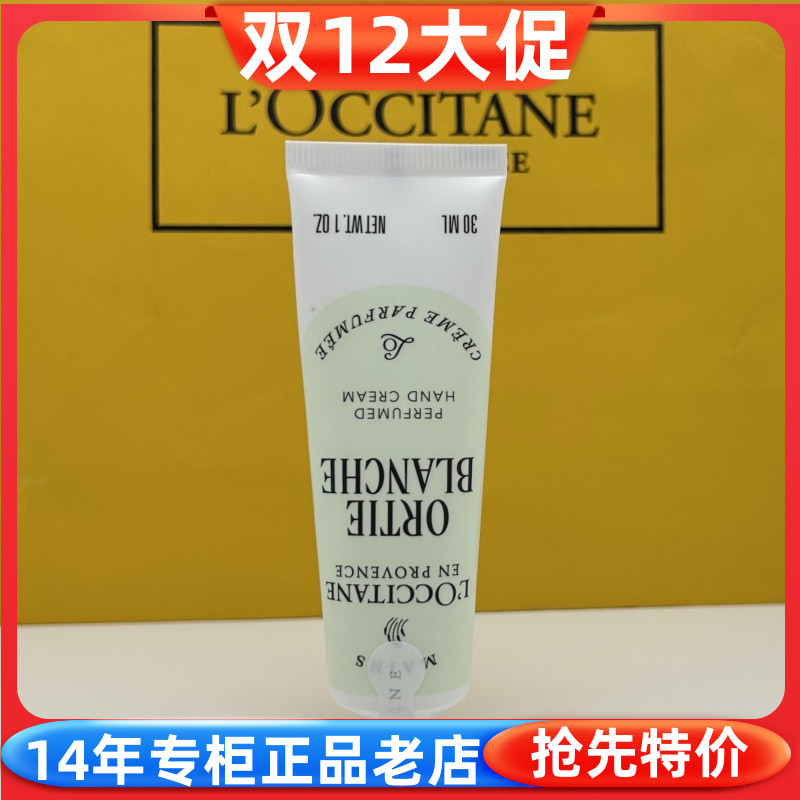 双12大促
L'OCCITANE
MAINS
L'OCCITANE
EN PROVENCE
ORTIE
BLANCHE
PERFUMED
HAND CREAM
CRÈME PARFUMÉE
30 ML NET WT. 1 OZ.
14年专柜正品老店
抢先特价